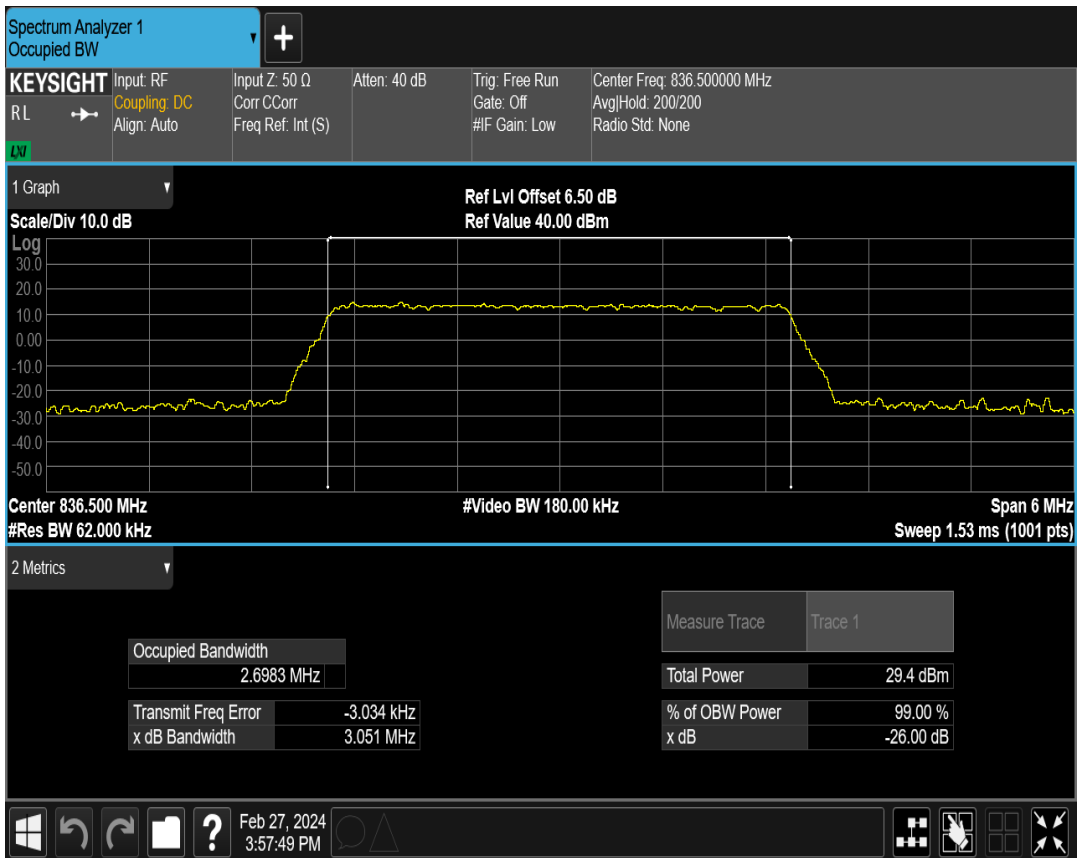 Spectrum Analyzer 1
Occupied BW
+
KEYSIGHT
RL
LXI
Input: RF
Coupling: DC
Align: Auto
Input Z: 50 Ω
Corr CCorr
Freq Ref: Int (S)
Atten: 40 dB
Trig: Free Run
Gate: Off
#IF Gain: Low
Center Freq: 836.500000 MHz
Avg|Hold: 200/200
Radio Std: None
1 Graph
Ref Lvl Offset 6.50 dB
Scale/Div 10.0 dB
Ref Value 40.00 dBm
Log
30.0
20.0
10.0
0.00
-10.0
-20.0
-30.0
-40.0
-50.0
Center 836.500 MHz
#Video BW 180.00 kHz
Span 6 MHz
#Res BW 62.000 kHz
Sweep 1.53 ms (1001 pts)
2 Metrics
Measure Trace
Trace 1
Occupied Bandwidth
2.6983 MHz
Total Power
29.4 dBm
Transmit Freq Error
-3.034 kHz
% of OBW Power
99.00 %
x dB Bandwidth
3.051 MHz
x dB
-26.00 dB
?
Feb 27, 2024
3:57:49 PM